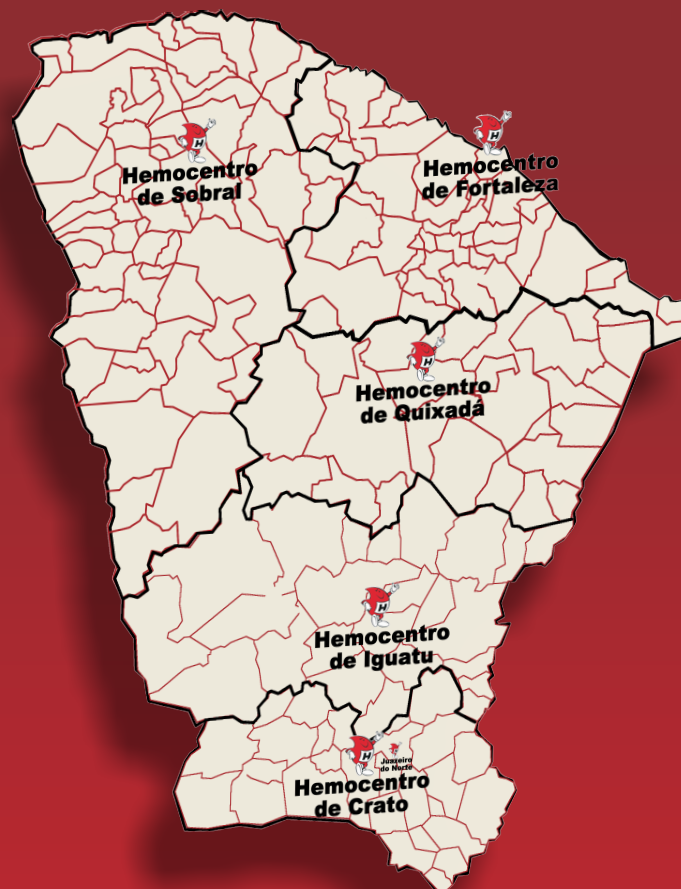 Hemocentro
de Sobral
Hemocentro
de Fortaleza
Hemocentro
de Quixadá
Hemocentro
de Iguatu
Juazeiro
do Norte
Hemocentro
de Crato
H
H
H
H
H